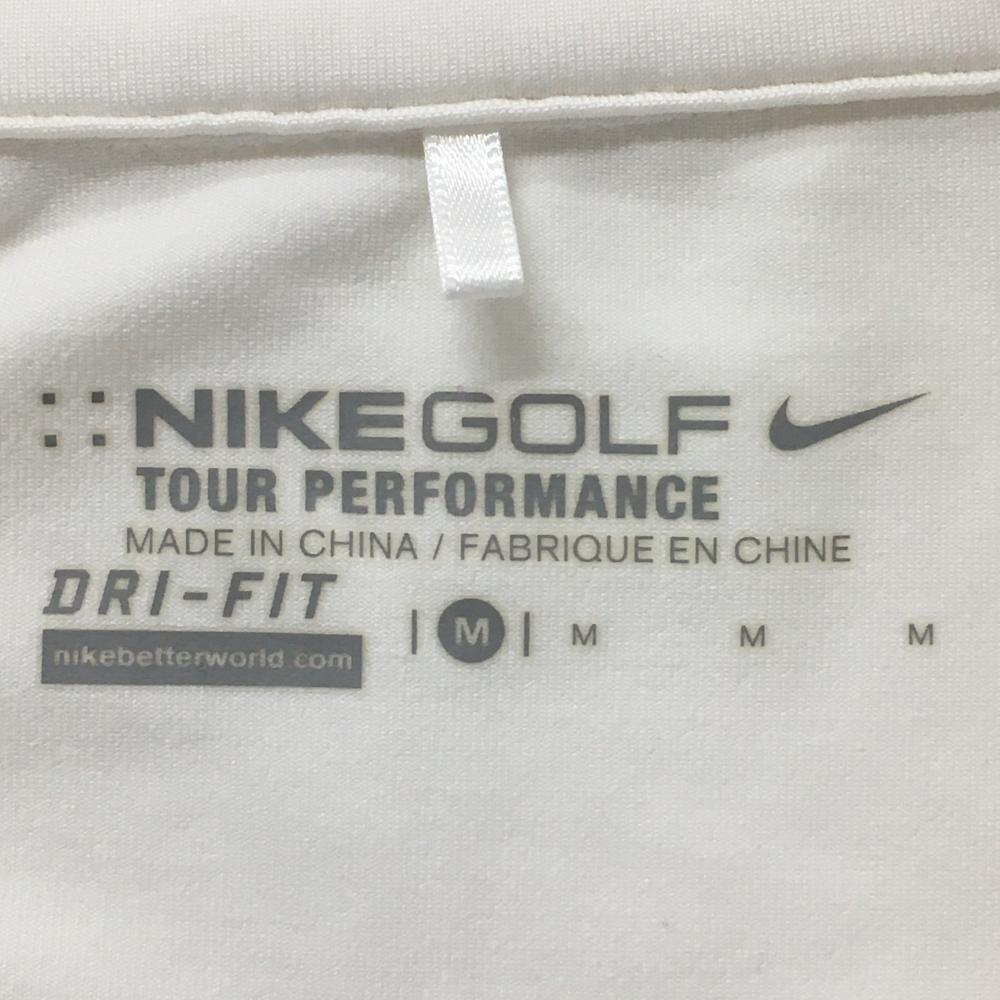 NIKEGOLF
TOUR PERFORMANCE
MADE IN CHINA / FABRIQUE EN CHINE
DRI-FIT
| M | M M M
nikebetterworld.com